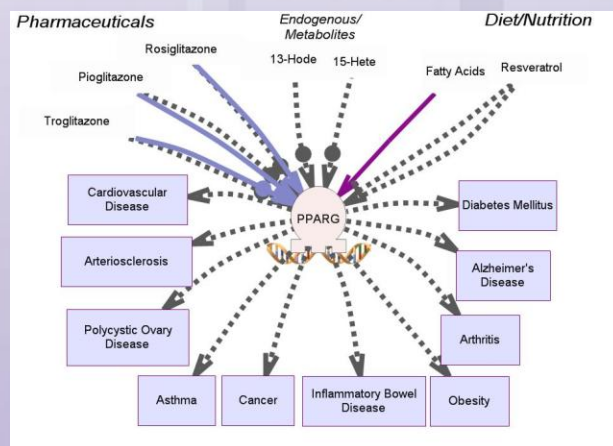 Pharmaceuticals
Endogenous/
Metabolites
Diet/Nutrition
Rosiglitazone
13-Hode
15-Hete
Pioglitazone
Fatty Acids
Resveratrol
Troglitazone
Cardiovascular
Disease
PPARG
Diabetes Mellitus
Arteriosclerosis
Alzheimer's
Disease
Polycystic Ovary
Disease
Arthritis
Asthma
Cancer
Inflammatory Bowel
Disease
Obesity